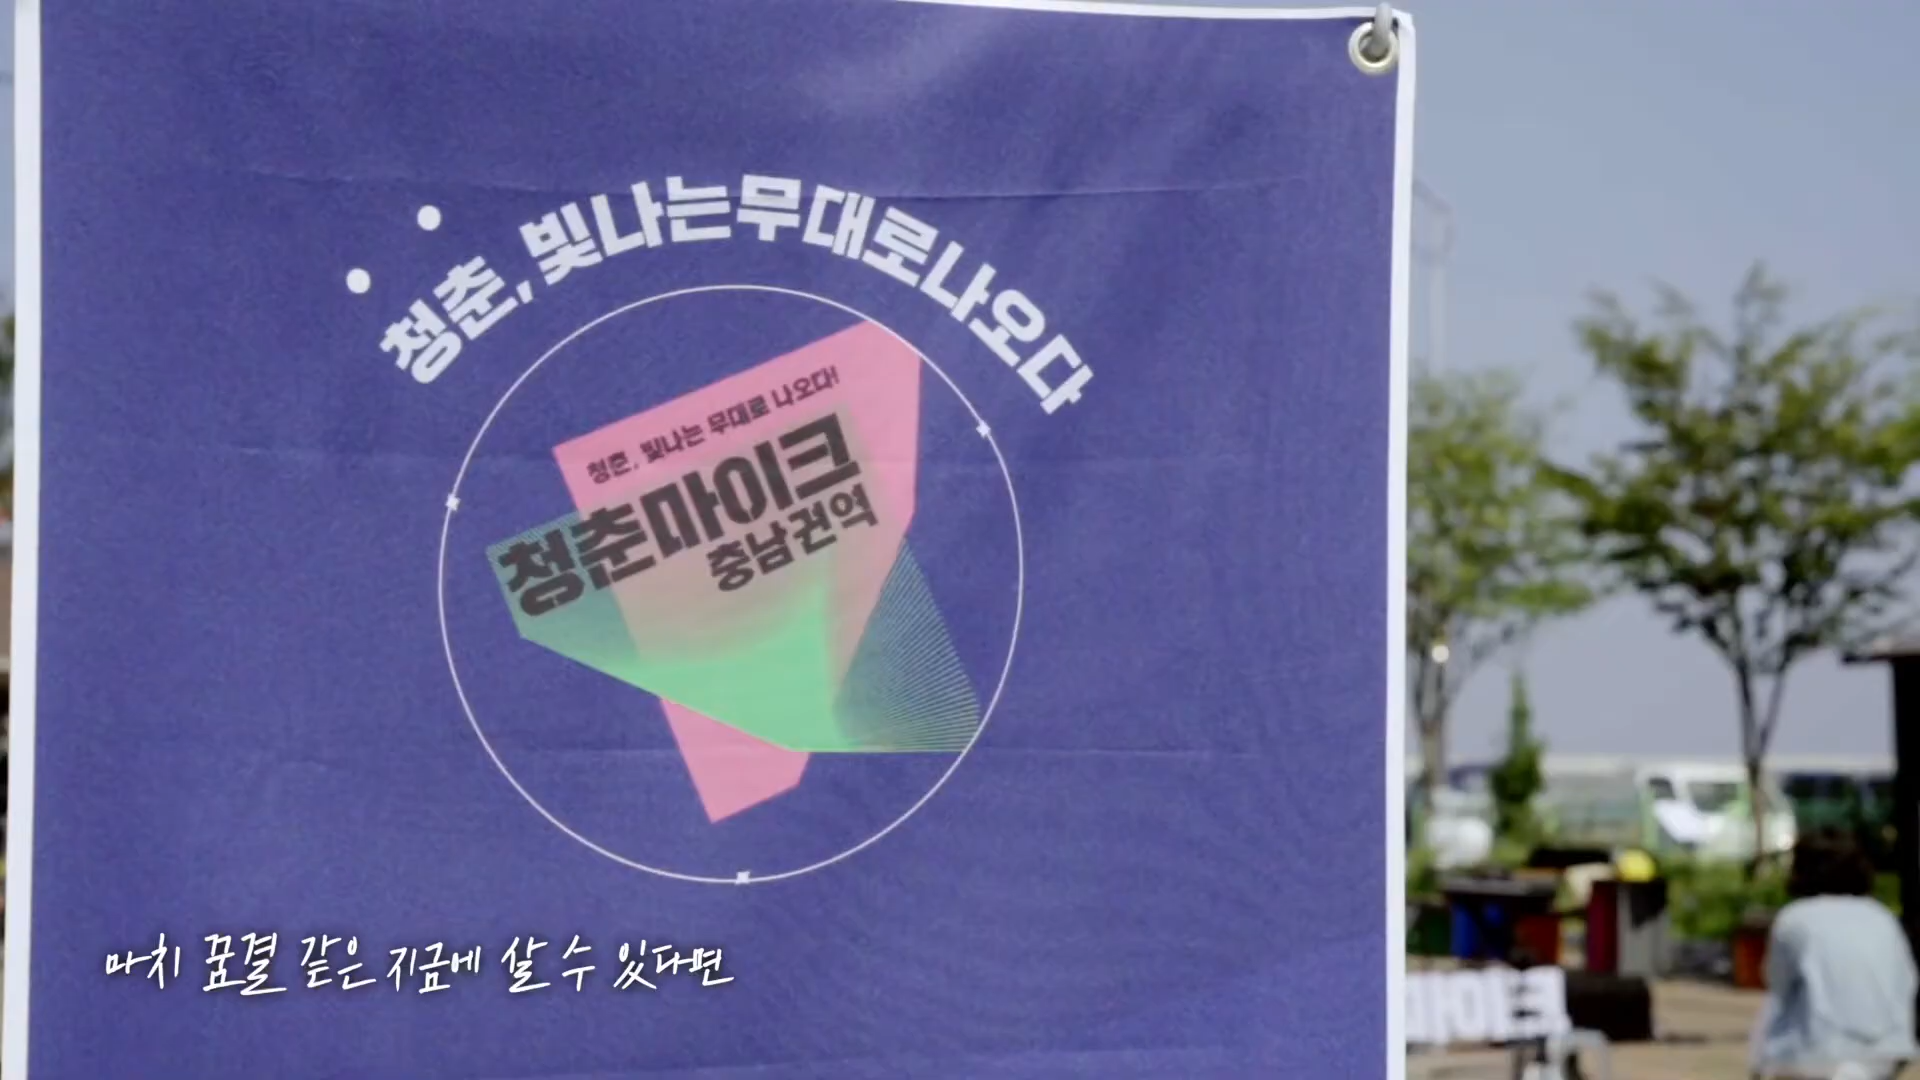 청춘, 빛나는무대로나오다
청춘, 빛나는 무대로 나오다!
청춘마이크
충남권역
마치 꿈결 같은 지금에 살 수 있다면